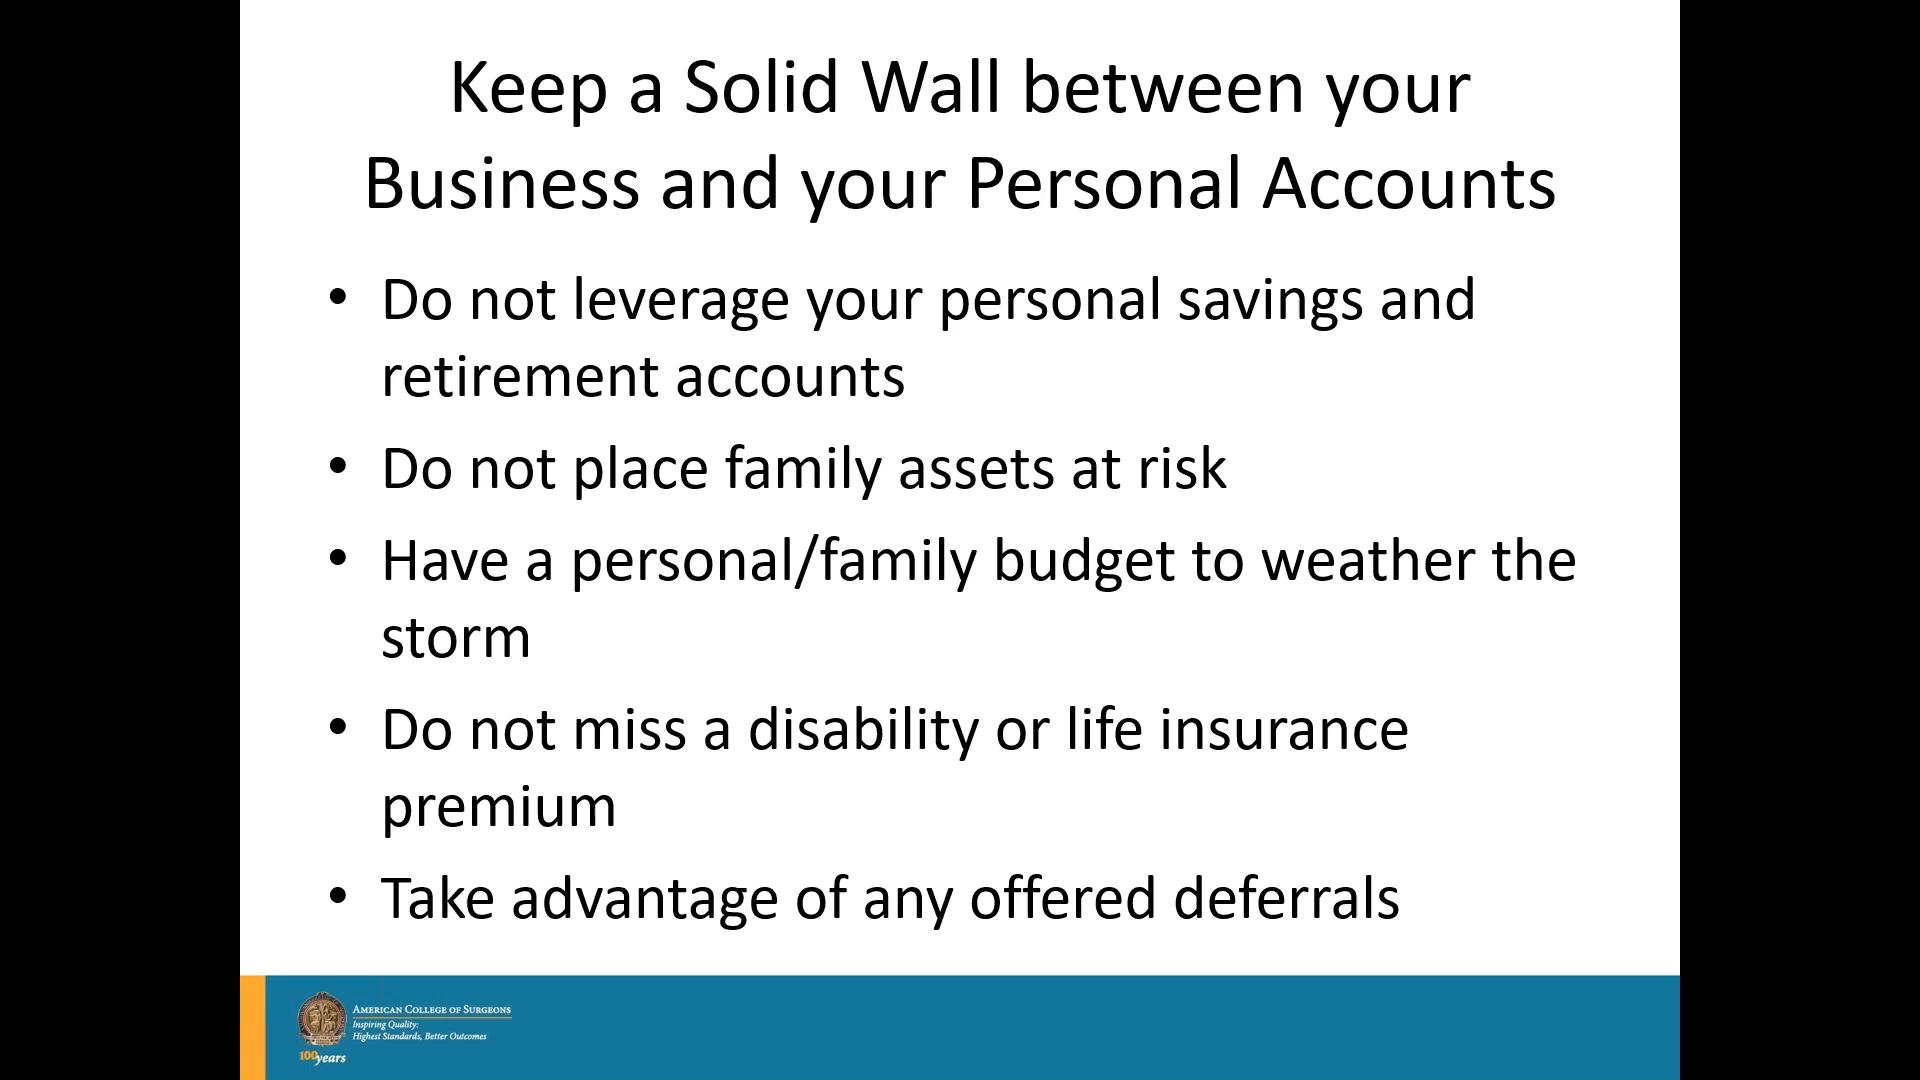 Keep a Solid Wall between your
Business and your Personal Accounts
• Do not leverage your personal savings and
retirement accounts
• Do not place family assets at risk
• Have a personal/family budget to weather the
storm
• Do not miss a disability or life insurance
premium
• Take advantage of any offered deferrals
American College of Surgeons
Inspiring Quality:
Highest Standards, Better Outcomes
100years